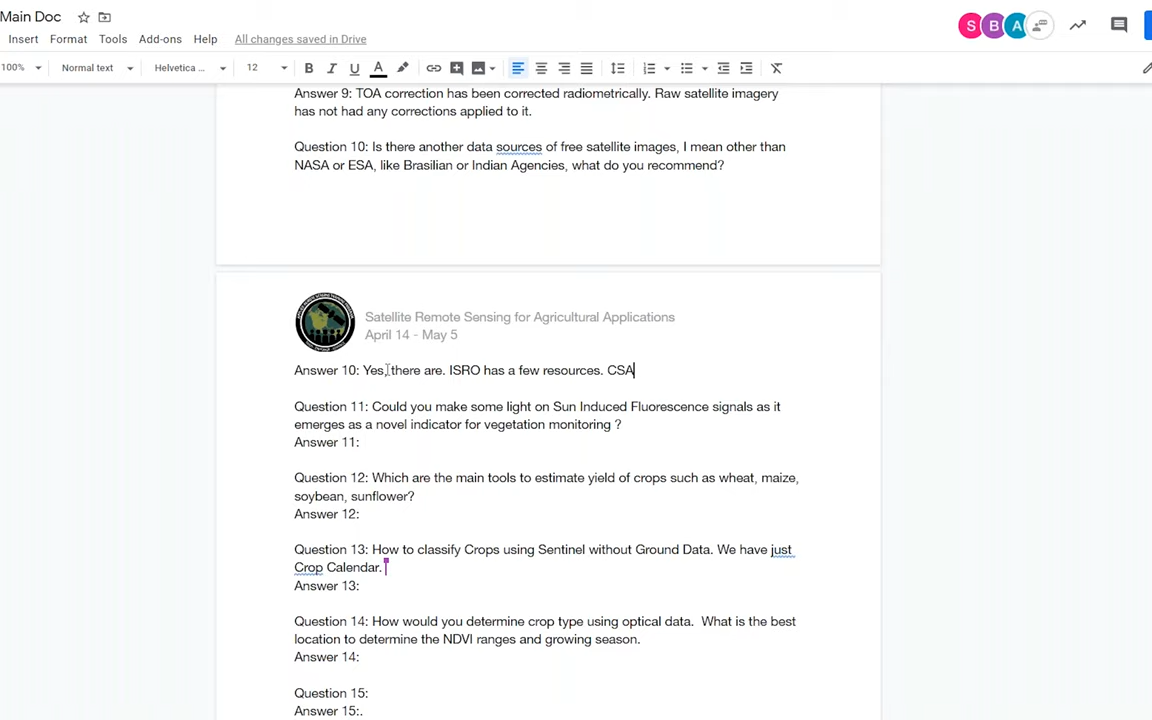 Main Doc
S B A
Insert Format Tools Add-ons Help All changes saved in Drive
100% Normal text Helvetica ... 12 B I U A
Answer 9: TOA correction has been corrected radiometrically. Raw satellite imagery
has not had any corrections applied to it.
Question 10: Is there another data sources of free satellite images, I mean other than
NASA or ESA, like Brasilian or Indian Agencies, what do you recommend?
Satellite Remote Sensing for Agricultural Applications
April 14 - May 5
Answer 10: Yes, there are. ISRO has a few resources. CSA
Question 11: Could you make some light on Sun Induced Fluorescence signals as it
emerges as a novel indicator for vegetation monitoring ?
Answer 11:
Question 12: Which are the main tools to estimate yield of crops such as wheat, maize,
soybean, sunflower?
Answer 12:
Question 13: How to classify Crops using Sentinel without Ground Data. We have just
Crop Calendar.
Answer 13:
Question 14: How would you determine crop type using optical data.  What is the best
location to determine the NDVI ranges and growing season.
Answer 14:
Question 15:
Answer 15:.